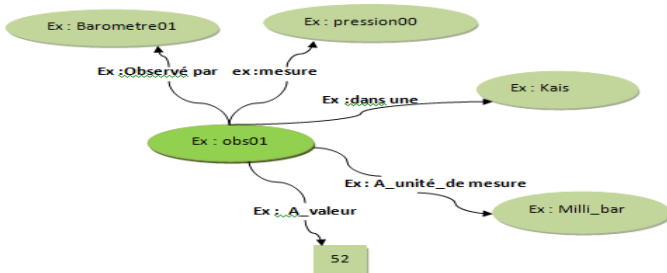 Ex : Barometre01
Ex : pression00
Ex :Observé par
ex:mesure
Ex : Kais
Ex :dans une
Ex : obs01
Ex : A_unité_de mesure
Ex : Milli_bar
Ex : A_valeur
52